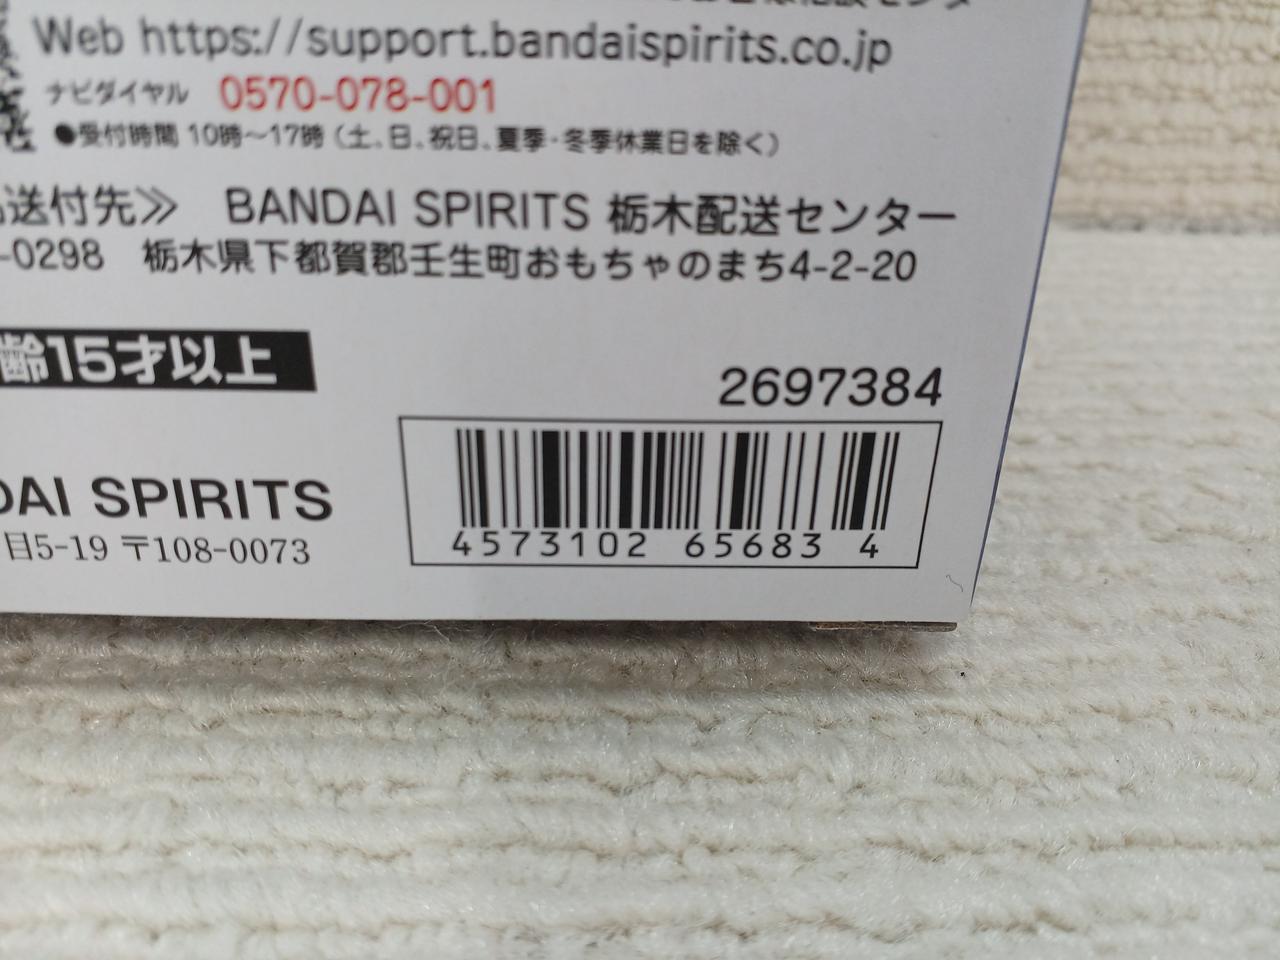 Web https://support.bandaispirits.co.jp
ナビダイヤル 0570-078-001
●受付時間 10時〜17時（土、日、祝日、夏季・冬季休業日を除く）
送付先≫ BANDAI SPIRITS 栃木配送センター
-0298 栃木県下都賀郡壬生町おもちゃのまち4-2-20
齢15才以上
2697384
DAI SPIRITS
目5-19 〒108-0073
4573102 65683 4